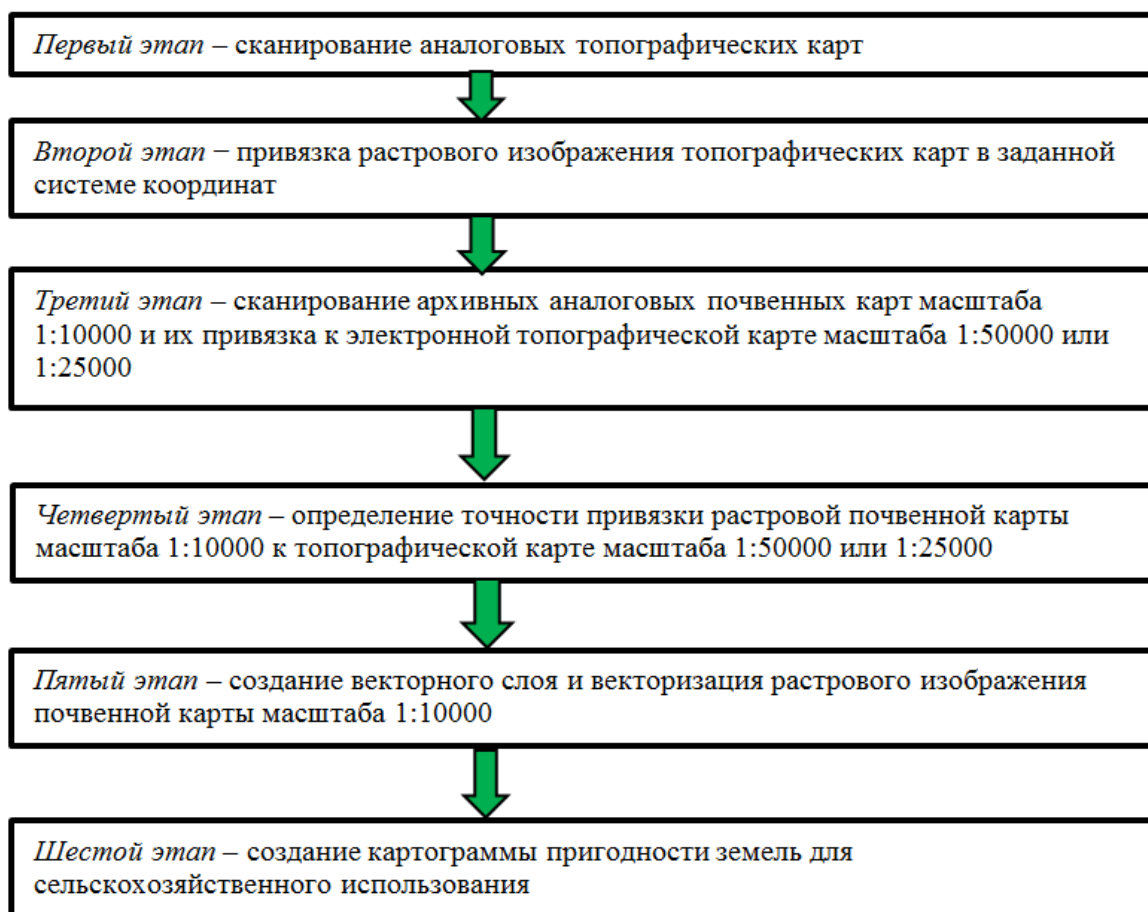 Первый этап – сканирование аналоговых топографических карт
Второй этап − привязка растрового изображения топографических карт в заданной
системе координат
Третий этап – сканирование архивных аналоговых почвенных карт масштаба
1:10000 и их привязка к электронной топографической карте масштаба 1:50000 или
1:25000
Четвертый этап – определение точности привязки растровой почвенной карты
масштаба 1:10000 к топографической карте масштаба 1:50000 или 1:25000
Пятый этап – создание векторного слоя и векторизация растрового изображения
почвенной карты масштаба 1:10000
Шестой этап – создание картограммы пригодности земель для
сельскохозяйственного использования